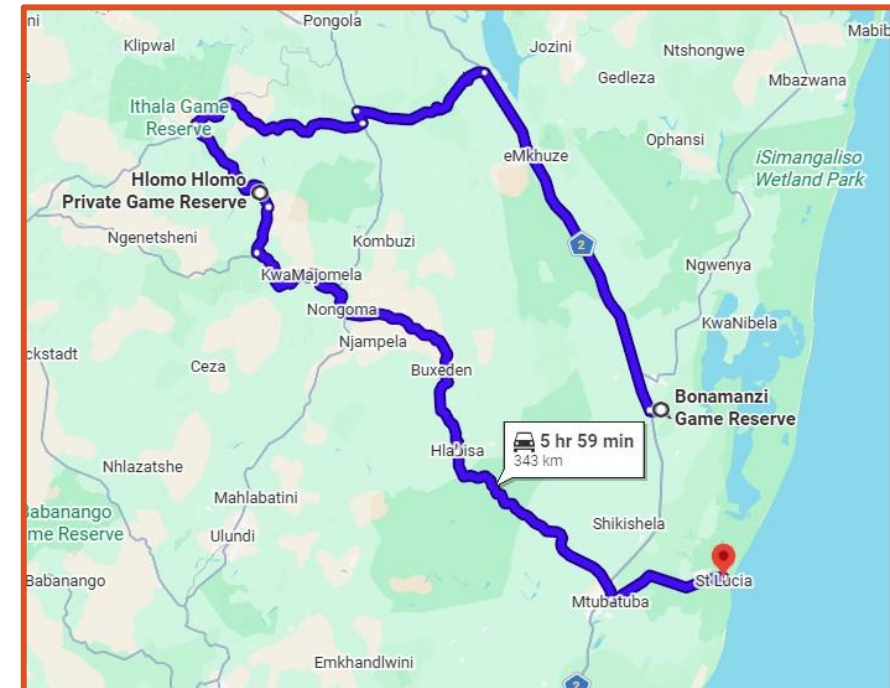 Pongola
Klipwal
Jozini
Ntshongwe
Gedleza
Mbazwana
Ithala Game
Reserve
Ophansi
eMkhuze
iSimangaliso
Wetland Park
Hlomo Hlomo
Private Game Reserve
Ngenetsheni
Kombuzi
2
Ngwenya
KwaMajomela
Nongoma
KwaNibela
Njampela
ckstadt
Ceza
Buxeden
Bonamanzi
Game Reserve
5 hr 59 min
343 km
Hlabisa
Nhlazatshe
Mahlabatini
Babanango
me Reserve
Ulundi
Shikishela
Babanango
St Lucia
Mtubatuba
Emkhandlwini
2